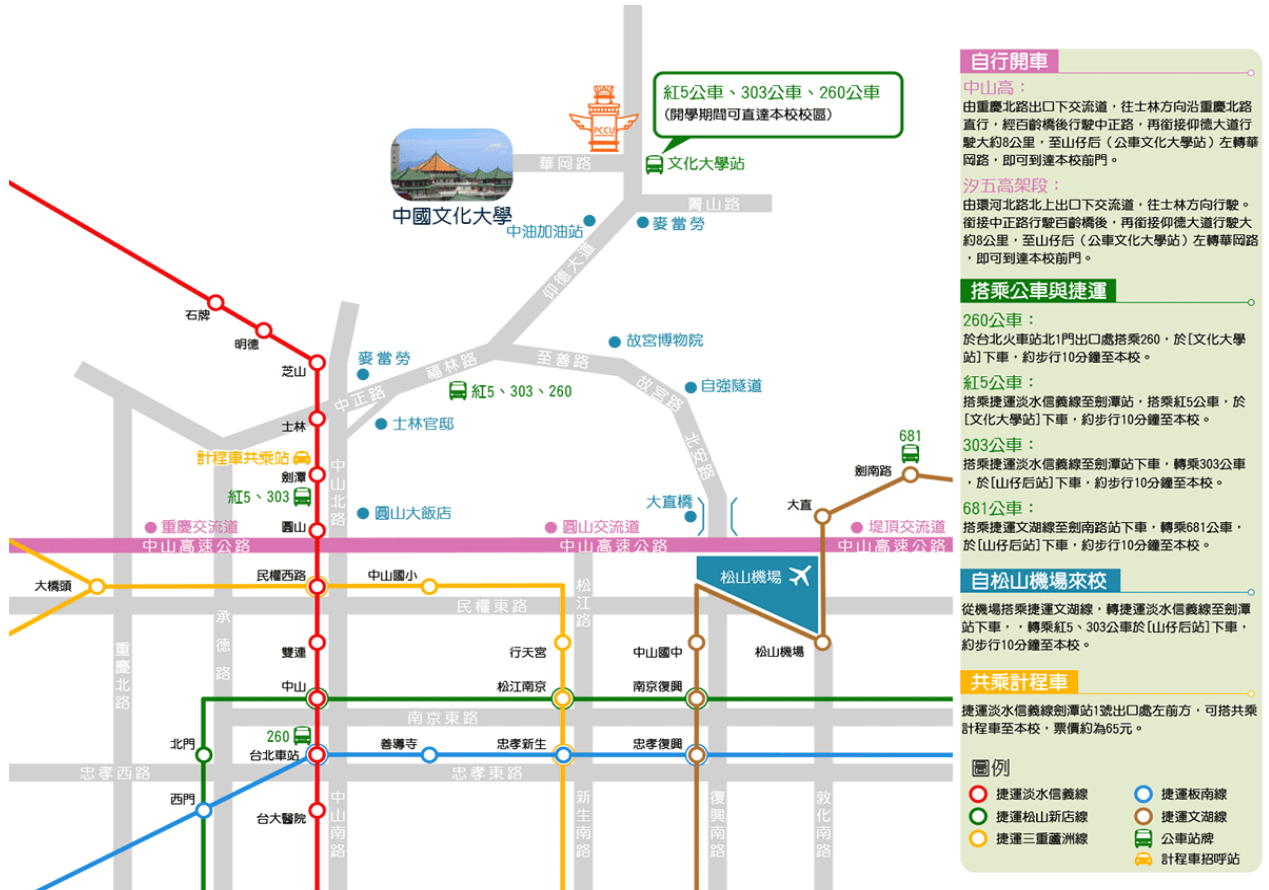 紅5公車、303公車、260公車
(開學期間可直達本校校區)
PCCU
華岡路
文化大學站
中國文化大學
菁山路
中油加油站
麥當勞
仰德大道
石牌
明德
芝山
麥當勞
福林路
故宮博物院
至善路
中正路
紅5、303、260
故宮路
自強隧道
士林
士林官邸
計程車共乘站
劍潭
中山北路
北安路
681
劍南路
紅5、303
圓山
圓山大飯店
大直橋
大直
重慶交流道
圓山交流道
堤頂交流道
中山高速公路
中山高速公路
中山高速公路
大橋頭
民權西路
中山國小
松江路
松山機場
民權東路
承德路
重慶北路
雙連
行天宮
中山國中
松山機場
中山
松江南京
南京復興
南京東路
北門
260
台北車站
善導寺
忠孝新生
忠孝復興
忠孝西路
忠孝東路
西門
台大醫院
中山南路
新生南路
復興南路
敦化南路
自行開車
中山高：
由重慶北路出口下交流道，往士林方向沿重慶北路
直行，經百齡橋後行駛中正路，再銜接仰德大道行
駛大約8公里，至山仔后（公車文化大學站）左轉華
岡路，即可到達本校前門。
汐五高架段：
由環河北路北上出口下交流道，往士林方向行駛。
銜接中正路行駛百齡橋後，再銜接仰德大道行駛大
約8公里，至山仔后（公車文化大學站）左轉華岡路
，即可到達本校前門。
搭乘公車與捷運
260公車：
於台北火車站北1門出口處搭乘260，於[文化大學
站]下車，約步行10分鐘至本校。
紅5公車：
搭乘捷運淡水信義線至劍潭站，搭乘紅5公車，於
[文化大學站]下車，約步行10分鐘至本校。
303公車：
搭乘捷運淡水信義線至劍潭站下車，轉乘303公車
，於[山仔后站]下車，約步行10分鐘至本校。
681公車：
搭乘捷運文湖線至劍南路站下車，轉乘681公車，
於[山仔后站]下車，約步行10分鐘至本校。
自松山機場來校
從機場搭乘捷運文湖線，轉捷運淡水信義線至劍潭
站下車，，轉乘紅5、303公車於[山仔后站]下車，
約步行10分鐘至本校。
共乘計程車
捷運淡水信義線劍潭站1號出口處左前方，可搭共乘
計程車至本校，票價約為65元。
圖例
捷運淡水信義線
捷運板南線
捷運松山新店線
捷運文湖線
捷運三重蘆洲線
公車站牌
計程車招呼站